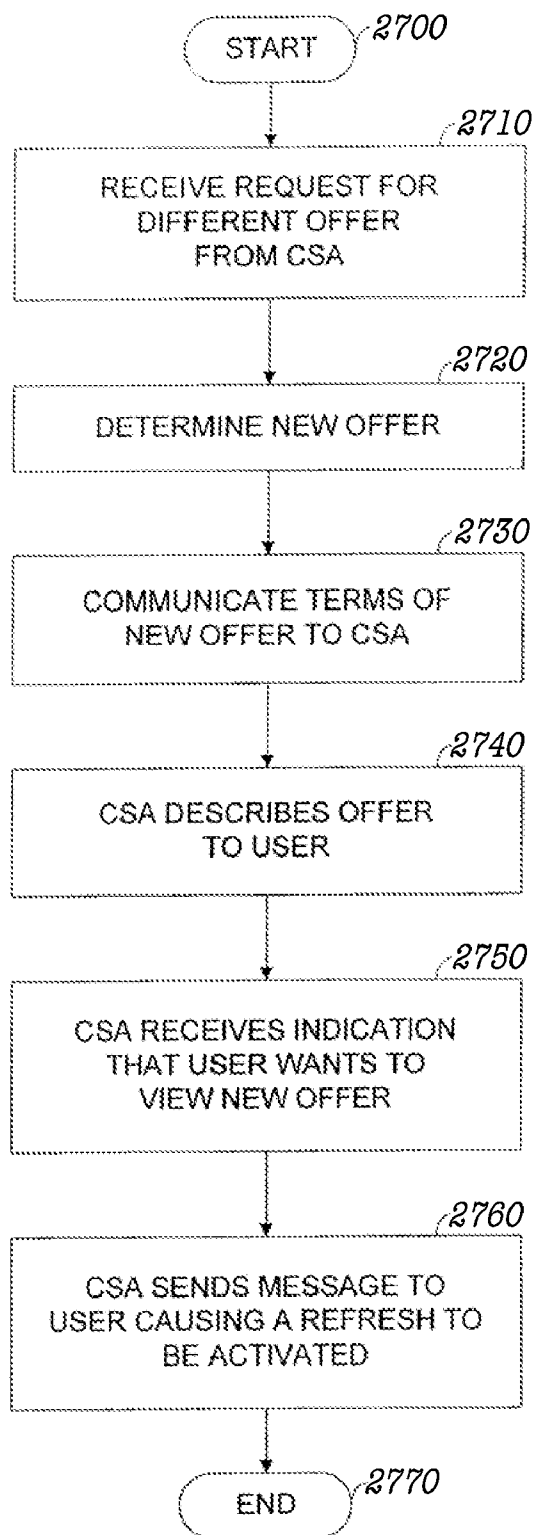 START
2700
2710
RECEIVE REQUEST FOR
DIFFERENT OFFER
FROM CSA
2720
DETERMINE NEW OFFER
2730
COMMUNICATE TERMS OF
NEW OFFER TO CSA
2740
CSA DESCRIBES OFFER
TO USER
2750
CSA RECEIVES INDICATION
THAT USER WANTS TO
VIEW NEW OFFER
2760
CSA SENDS MESSAGE TO
USER CAUSING A REFRESH TO
BE ACTIVATED
2770
END